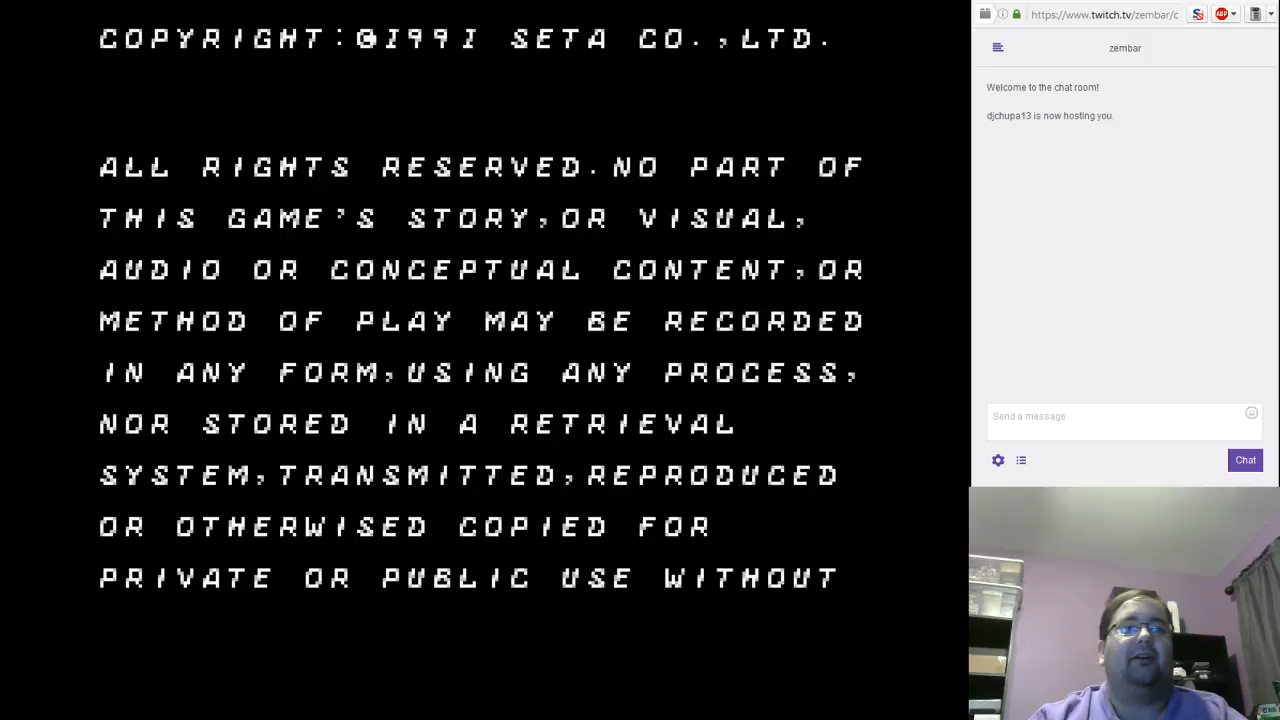 COPYRIGHT:©1991 SETA CO.,LTD.
ALL RIGHTS RESERVED.NO PART OF
THIS GAME'S STORY,OR VISUAL,
AUDIO OR CONCEPTUAL CONTENT,OR
METHOD OF PLAY MAY BE RECORDED
IN ANY FORM,USING ANY PROCESS,
NOR STORED IN A RETRIEVAL
SYSTEM,TRANSMITTED,REPRODUCED
OR OTHERWISED COPIED FOR
PRIVATE OR PUBLIC USE WITHOUT
https://www.twitch.tv/zembar/c
ABP
zembar
Welcome to the chat room!
djchupa13 is now hosting you.
Send a message
Chat